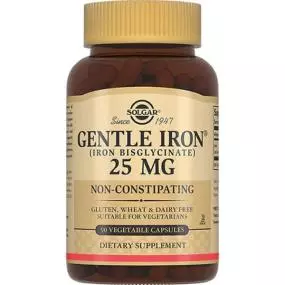 SOLGAR®
Since 1947
GENTLE IRON®
(IRON BISGLYCINATE)
25 MG
NON-CONSTIPATING
GLUTEN, WHEAT & DAIRY FREE
SUITABLE FOR VEGETARIANS
90 VEGETABLE CAPSULES
DIETARY SUPPLEMENT